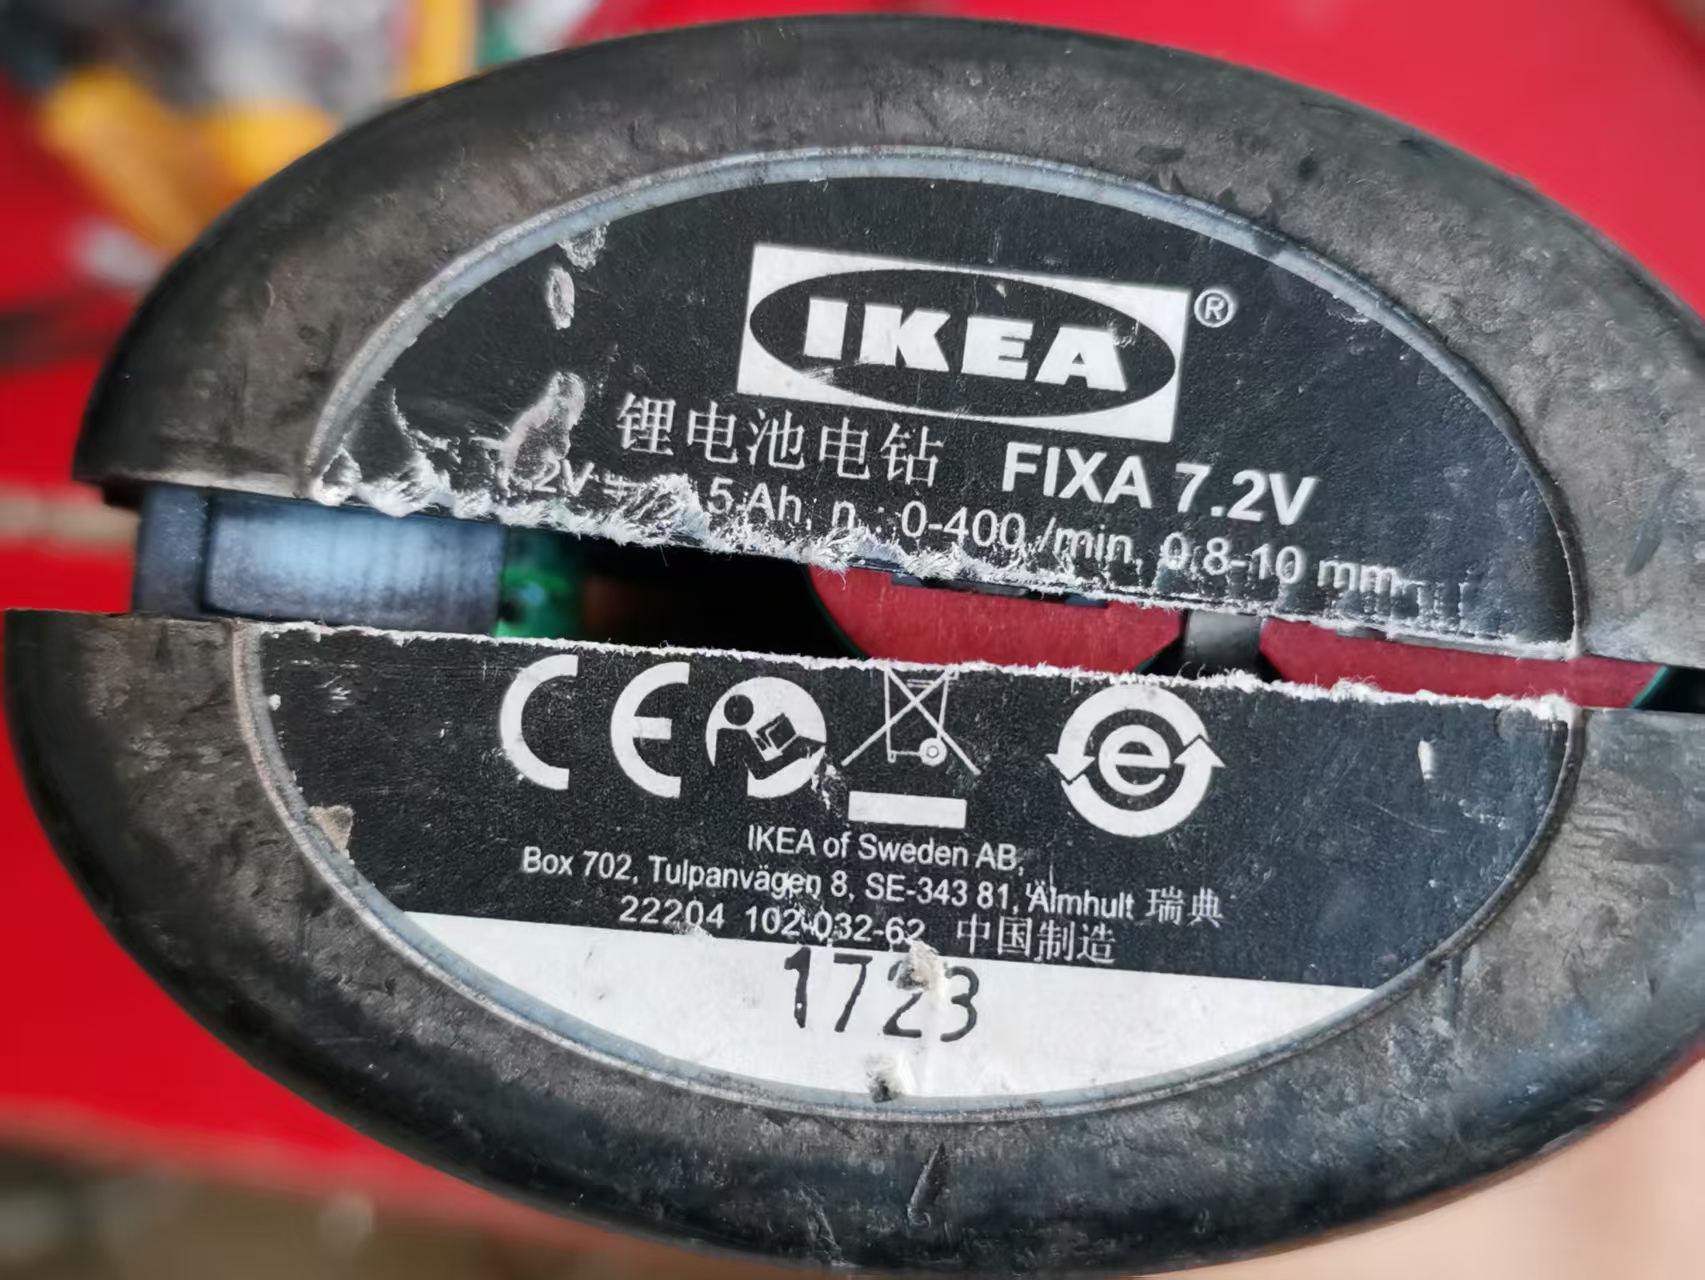 IKEA®
锂电池电钻 FIXA 7.2V
5 Ah, n : 0-400 /min, 0.8-10 mm
CE
e
IKEA of Sweden AB,
Box 702, Tulpanvägen 8, SE-343 81, Älmhult 瑞典
22204 102-032-62 中国制造
1723